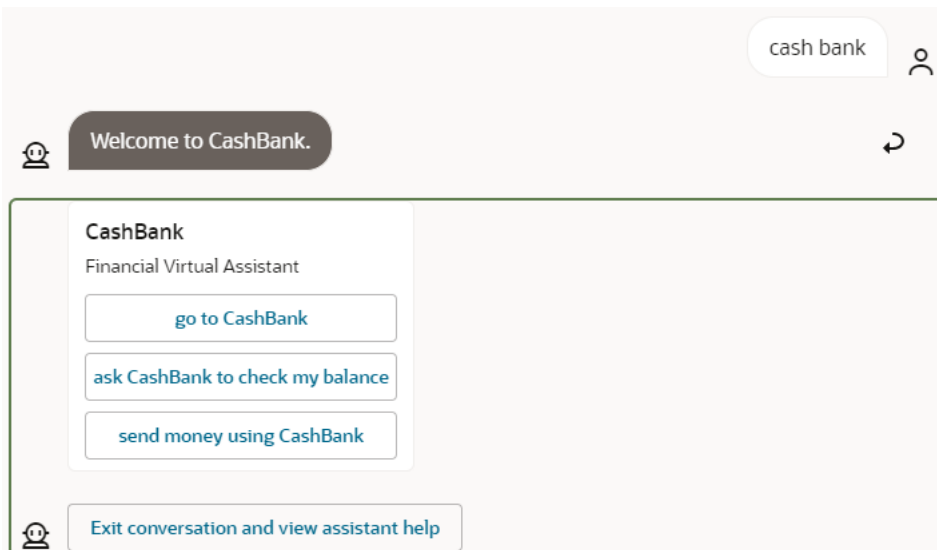 cash bank
Welcome to CashBank.
CashBank
Financial Virtual Assistant
go to CashBank
ask CashBank to check my balance
send money using CashBank
Exit conversation and view assistant help